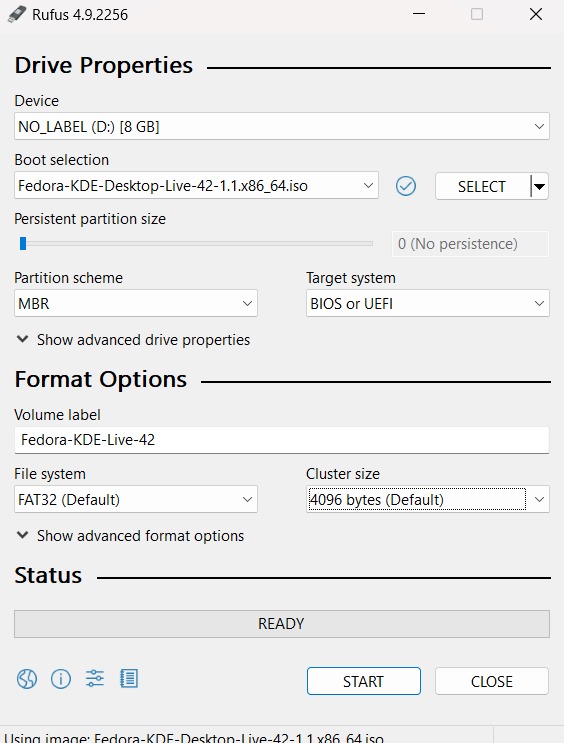 Rufus 4.9.2256
Drive Properties
Device
NO_LABEL (D:) [8 GB]
Boot selection
Fedora-KDE-Desktop-Live-42-1.1.x86_64.iso
SELECT
Persistent partition size
0 (No persistence)
Partition scheme Target system
MBR BIOS or UEFI
Show advanced drive properties
Format Options
Volume label
Fedora-KDE-Live-42
File system Cluster size
FAT32 (Default) 4096 bytes (Default)
Show advanced format options
Status
READY
START CLOSE
Using image: Fedora-KDE-Desktop-Live-42-1.1.x86_64.iso